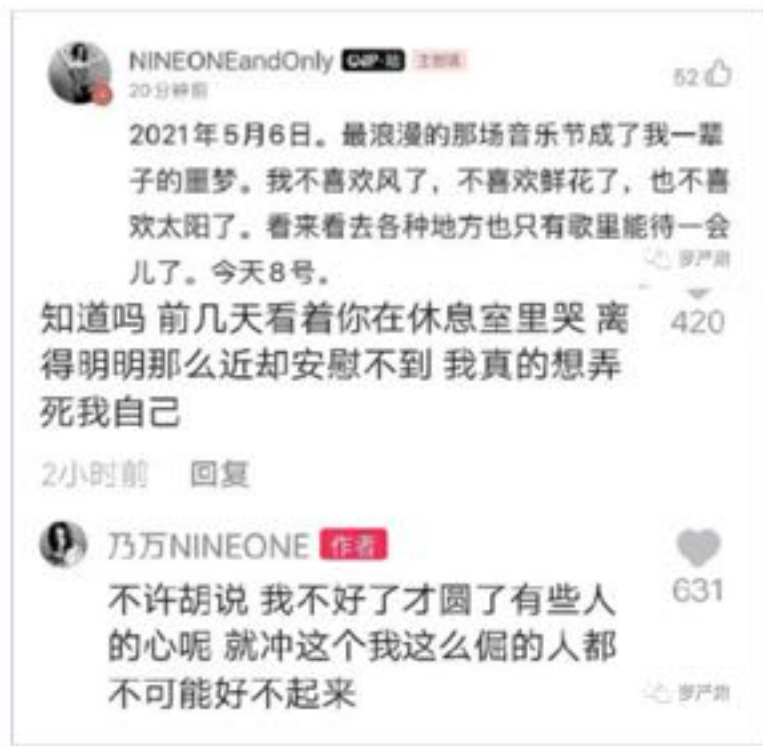 NINEONEandOnly
20分钟前
52
2021年5月6日。最浪漫的那场音乐节成了我一辈
子的噩梦。我不喜欢风了，不喜欢鲜花了，也不喜
欢太阳了。看来看去各种地方也只有歌里能待一会
儿了。今天8号。
罗严肃
知道吗 前几天看着你在休息室里哭 离
得明明那么近却安慰不到 我真的想弄
死我自己
420
2小时前 回复
乃万NINEONE 作者
不许胡说 我不好了才圆了有些人
的心呢 就冲这个我这么倔的人都
不可能好不起来
631
罗严肃